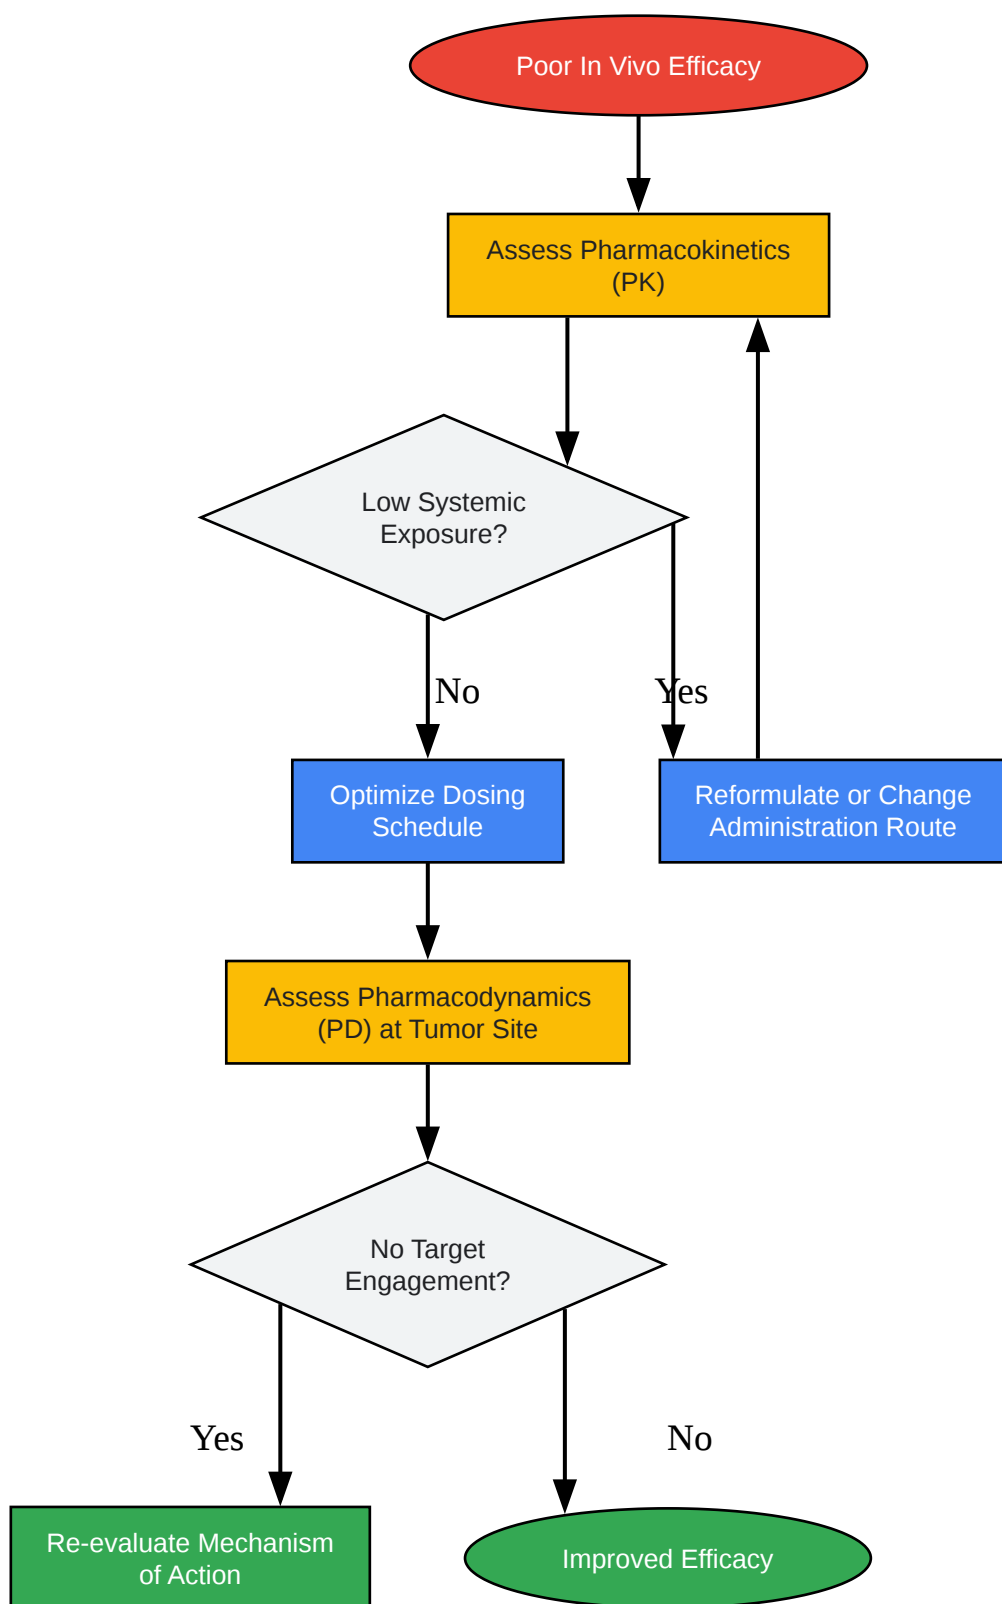 Poor In Vivo Efficacy
Assess Pharmacokinetics
(PK)
Low Systemic
Exposure?
No
Yes
Optimize Dosing
Schedule
Reformulate or Change
Administration Route
Assess Pharmacodynamics
(PD) at Tumor Site
No Target
Engagement?
Yes
No
Re-evaluate Mechanism
of Action
Improved Efficacy